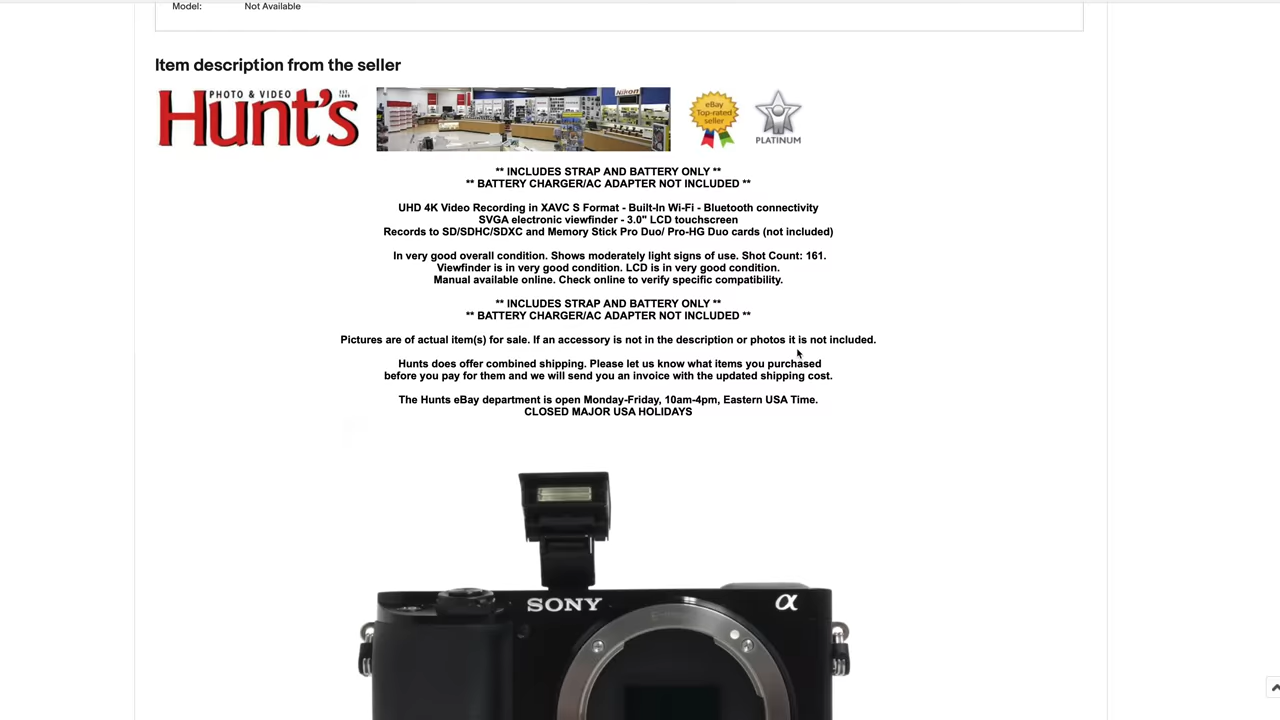 Model: Not Available
Item description from the seller
PHOTO & VIDEO
Hunt's
Nikon
eBay
Top-rated
seller
PLATINUM
** INCLUDES STRAP AND BATTERY ONLY **
** BATTERY CHARGER/AC ADAPTER NOT INCLUDED **
UHD 4K Video Recording in XAVC S Format - Built-In Wi-Fi - Bluetooth connectivity
SVGA electronic viewfinder - 3.0" LCD touchscreen
Records to SD/SDHC/SDXC and Memory Stick Pro Duo/ Pro-HG Duo cards (not included)
In very good overall condition. Shows moderately light signs of use. Shot Count: 161.
Viewfinder is in very good condition. LCD is in very good condition.
Manual available online. Check online to verify specific compatibility.
** INCLUDES STRAP AND BATTERY ONLY **
** BATTERY CHARGER/AC ADAPTER NOT INCLUDED **
Pictures are of actual item(s) for sale. If an accessory is not in the description or photos it is not included.
Hunts does offer combined shipping. Please let us know what items you purchased
before you pay for them and we will send you an invoice with the updated shipping cost.
The Hunts eBay department is open Monday-Friday, 10am-4pm, Eastern USA Time.
CLOSED MAJOR USA HOLIDAYS
SONY α